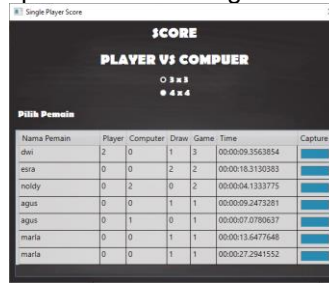 Single Player Score
SCORE
PLAYER VS COMPUER
3 x 3
4 x 4
Pilih Pemain
Nama Pemain Player Computer Draw Game Time Capture
dwi 2 0 1 3 00:00:09.3563854
esra 0 0 2 2 00:00:18.3130383
noldy 0 2 0 2 00:00:04.1333775
agus 0 0 1 1 00:00:09.2473281
agus 0 1 0 1 00:00:07.0780637
marla 0 0 1 1 00:00:13.6477648
marla 0 0 1 1 00:00:27.2941552